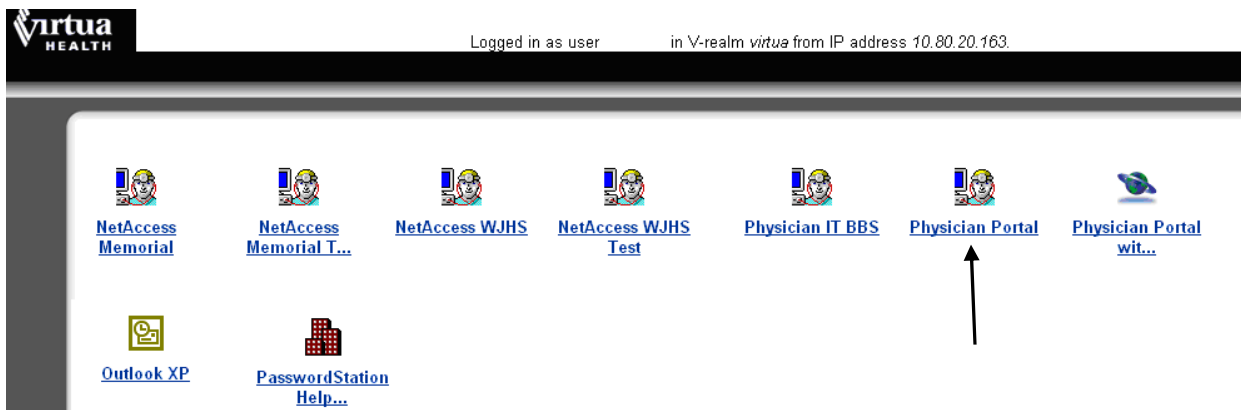 Virtua
HEALTH
Logged in as user in V-realm virtua from IP address 10.80.20.163.
NetAccess Memorial
NetAccess Memorial T...
NetAccess WJHS
NetAccess WJHS Test
Physician IT BBS
Physician Portal
Physician Portal wit...
Outlook XP
PasswordStation Help...